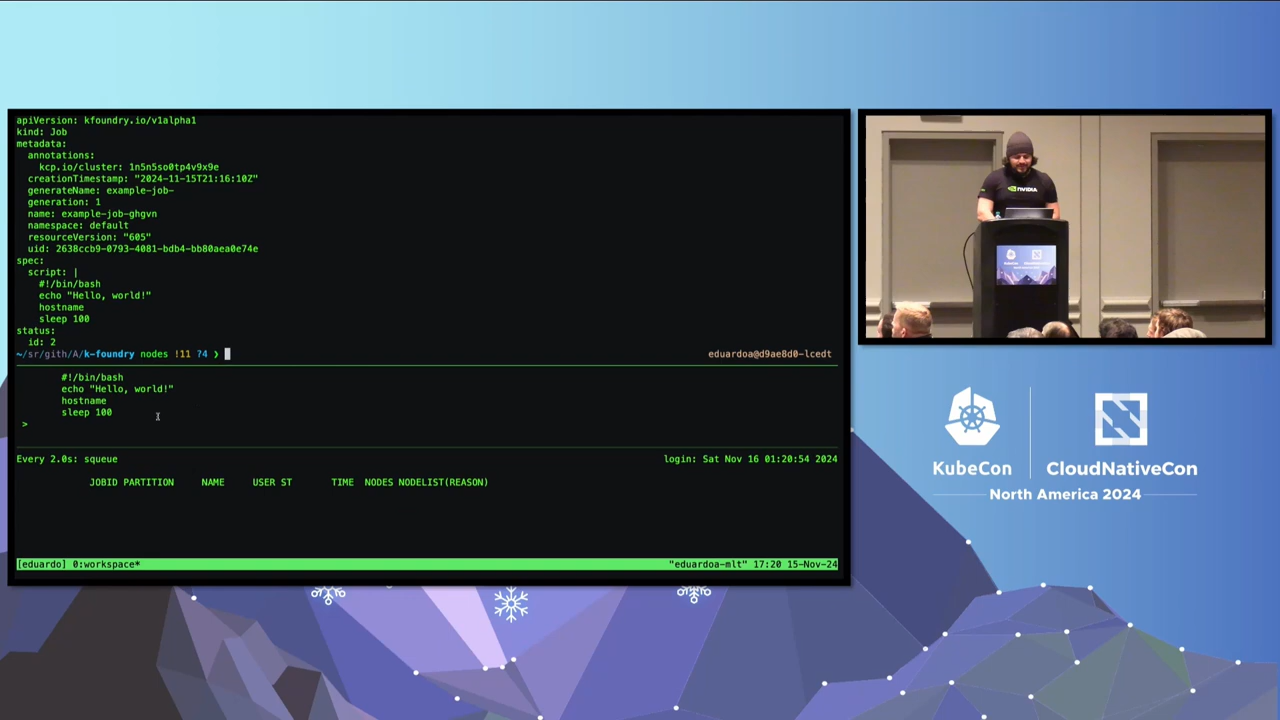 apiVersion: kfoundry.io/v1alpha1
kind: Job
metadata:
  annotations:
    kcp.io/cluster: 1n5n5so0tp4v9x9e
  creationTimestamp: "2024-11-15T21:16:10Z"
  generateName: example-job-
  generation: 1
  name: example-job-ghgvn
  namespace: default
  resourceVersion: "605"
  uid: 2638ccb9-0793-4081-bdb4-bb80aea0e74e
spec:
  script: |
    #!/bin/bash
    echo "Hello, world!"
    hostname
    sleep 100
status:
  id: 2
~/sr/gith/A/k-foundry nodes !11 ?4 ❯ eduardoa@d9ae8d0-lcedt
#!/bin/bash
echo "Hello, world!"
hostname
sleep 100
>
Every 2.0s: squeue login: Sat Nov 16 01:20:54 2024
JOBID PARTITION NAME USER ST TIME NODES NODELIST(REASON)
[eduardo] 0:workspace* "eduardoa-mlt" 17:20 15-Nov-24
NVIDIA
KubeCon CloudNativeCon
North America 2024